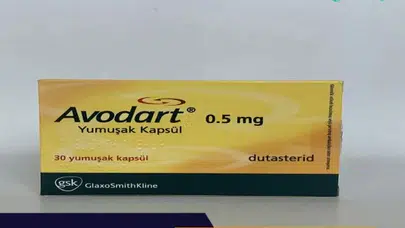 Avodart® 0.5 mg
Yumuşak Kapsül
30 yumuşak kapsül
dutasterid
gsk GlaxoSmithKline